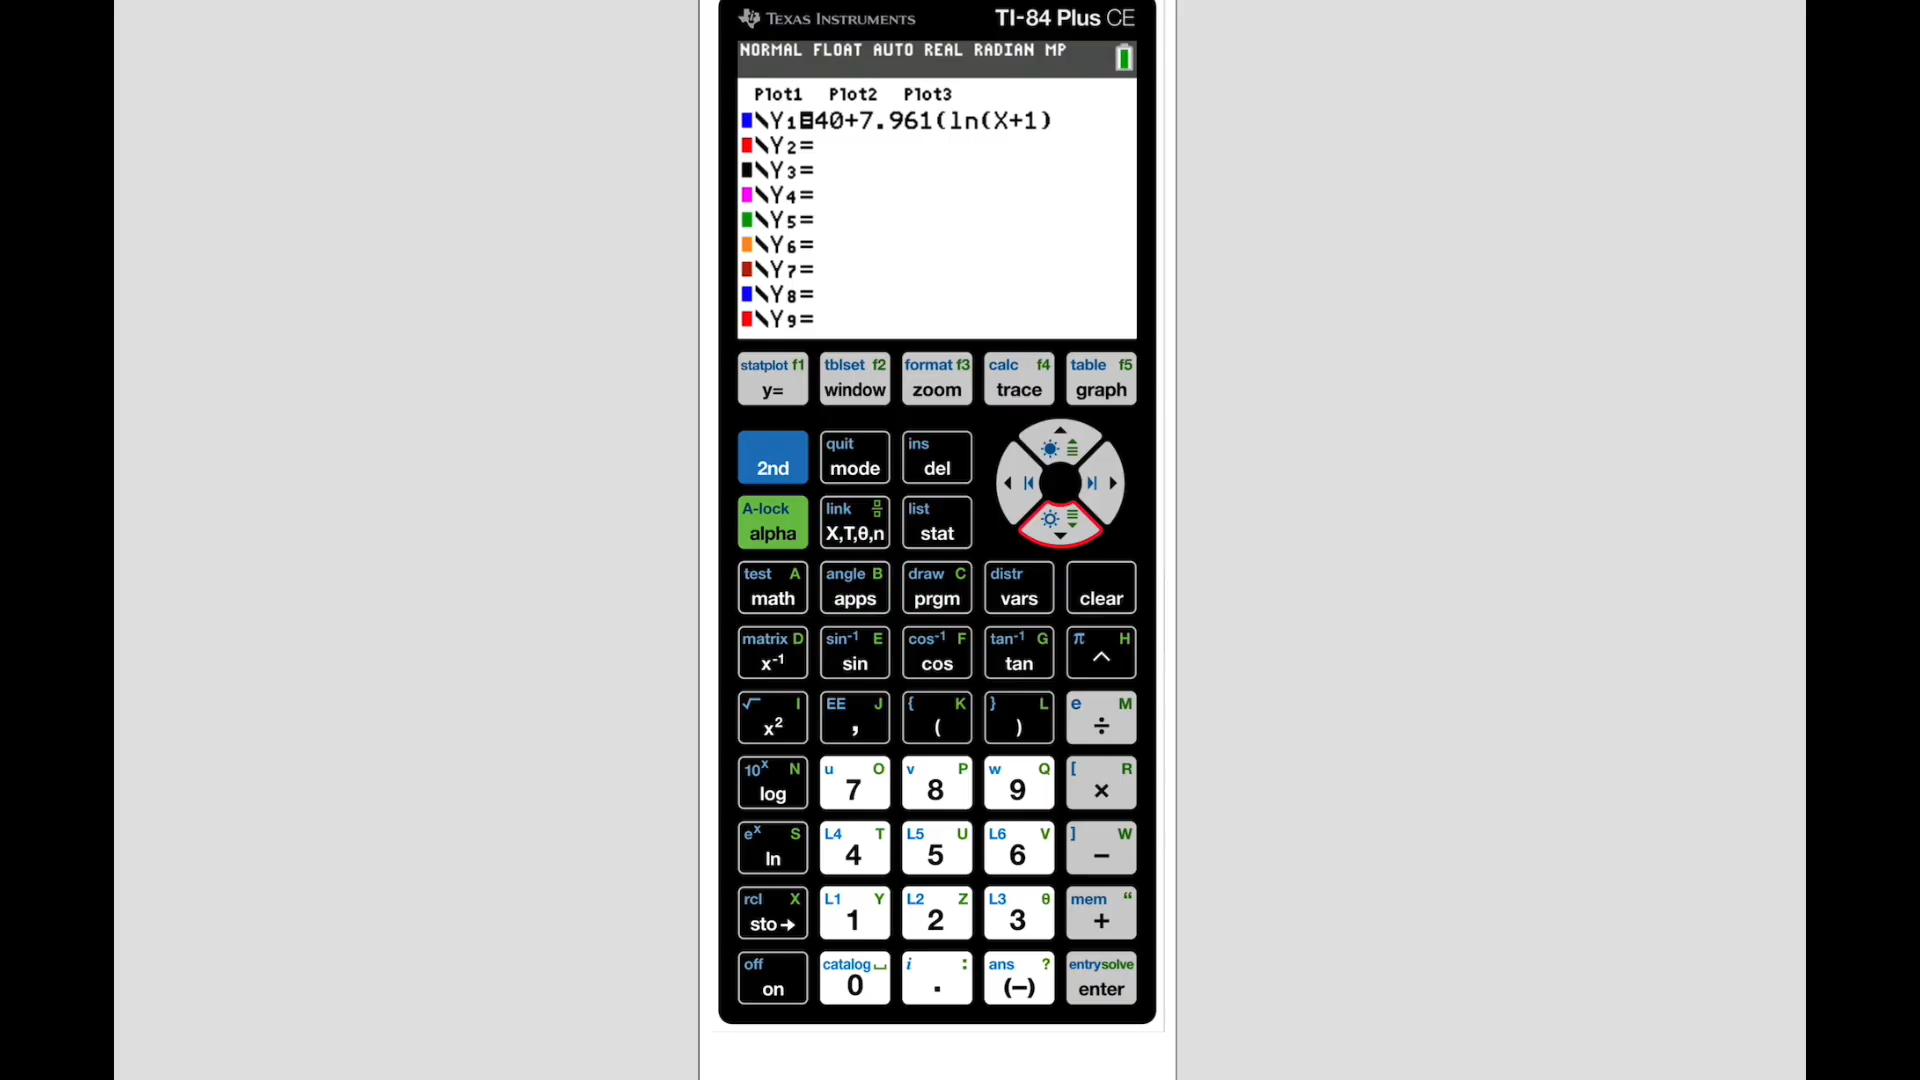 TEXAS INSTRUMENTS TI-84 Plus CE
NORMAL FLOAT AUTO REAL RADIAN MP
Plot1 Plot2 Plot3
\Y1=40+7.961(ln(X+1)
\Y2=
\Y3=
\Y4=
\Y5=
\Y6=
\Y7=
\Y8=
\Y9=
statplot f1 tblset f2 format f3 calc f4 table f5
y= window zoom trace graph
quit ins
2nd mode del
A-lock link list
alpha X,T,θ,n stat
test A angle B draw C distr
math apps prgm vars clear
matrix D sin⁻¹ E cos⁻¹ F tan⁻¹ G π H
x⁻¹ sin cos tan ^
√ I EE J { K } L e M
x² , ( ) ÷
10ˣ N u O v P w Q [ R
log 7 8 9 ×
eˣ S L4 T L5 U L6 V ] W
ln 4 5 6 −
rcl X L1 Y L2 Z L3 θ mem “
sto→ 1 2 3 +
off catalog i : ans ? entry solve
on 0 . (−) enter